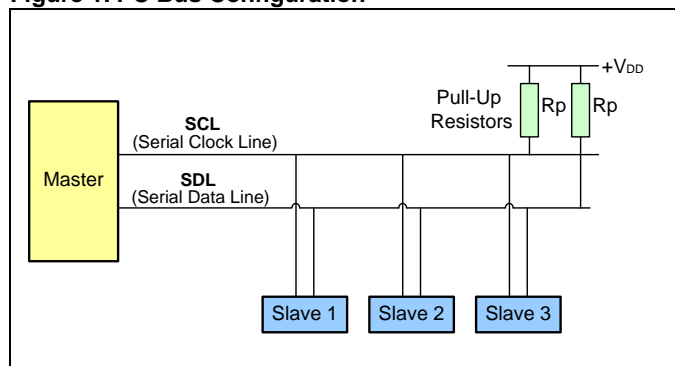 Figure 1. I C Bus Configuration
+VDD
Pull-Up
Resistors
Rp
Rp
SCL
(Serial Clock Line)
Master
SDL
(Serial Data Line)
Slave 1
Slave 2
Slave 3